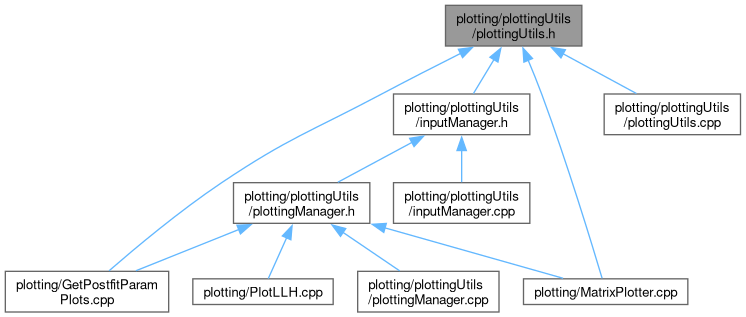 plotting/plottingUtils
/plottingUtils.h
plotting/plottingUtils
/inputManager.h
plotting/plottingUtils
/plottingUtils.cpp
plotting/plottingUtils
/plottingManager.h
plotting/plottingUtils
/inputManager.cpp
plotting/GetPostfitParam
Plots.cpp
plotting/PlotLLH.cpp
plotting/plottingUtils
/plottingManager.cpp
plotting/MatrixPlotter.cpp